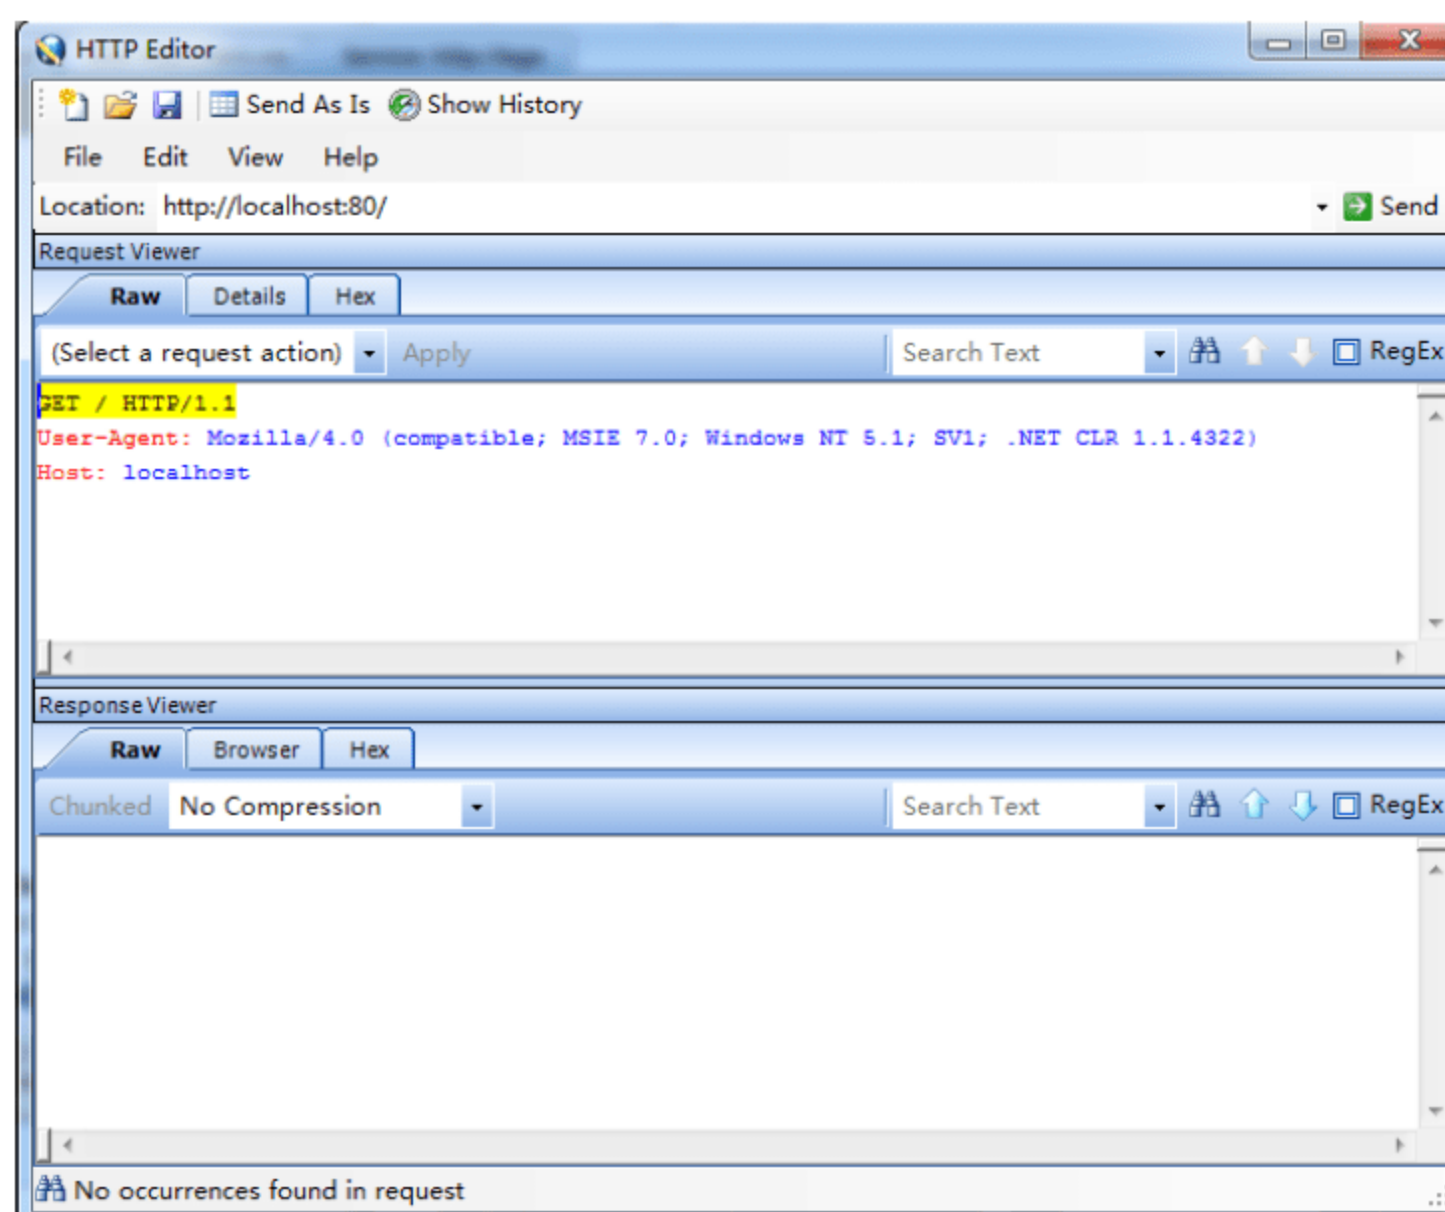 HTTP Editor
Send As Is Show History
File Edit View Help
Location: http://localhost:80/ Send
Request Viewer
Raw Details Hex
(Select a request action) Apply Search Text RegEx
GET / HTTP/1.1
User-Agent: Mozilla/4.0 (compatible; MSIE 7.0; Windows NT 5.1; SV1; .NET CLR 1.1.4322)
Host: localhost
Response Viewer
Raw Browser Hex
Chunked No Compression Search Text RegEx
No occurrences found in request